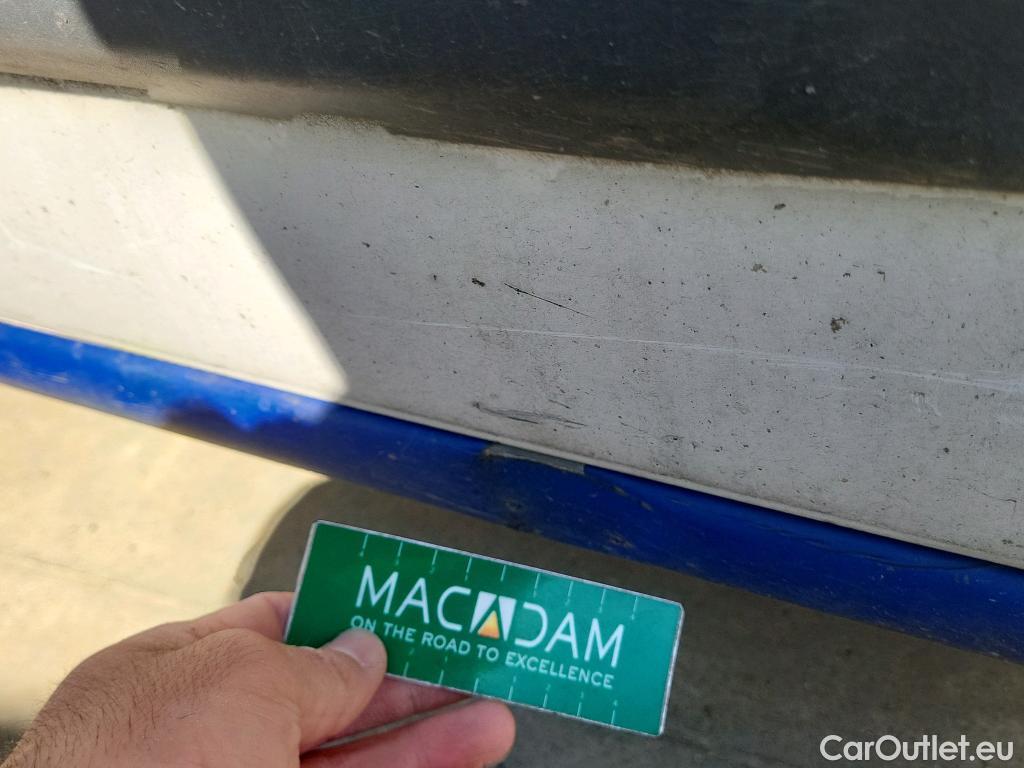 MACADAM
ON THE ROAD TO EXCELLENCE
CarOutlet.eu